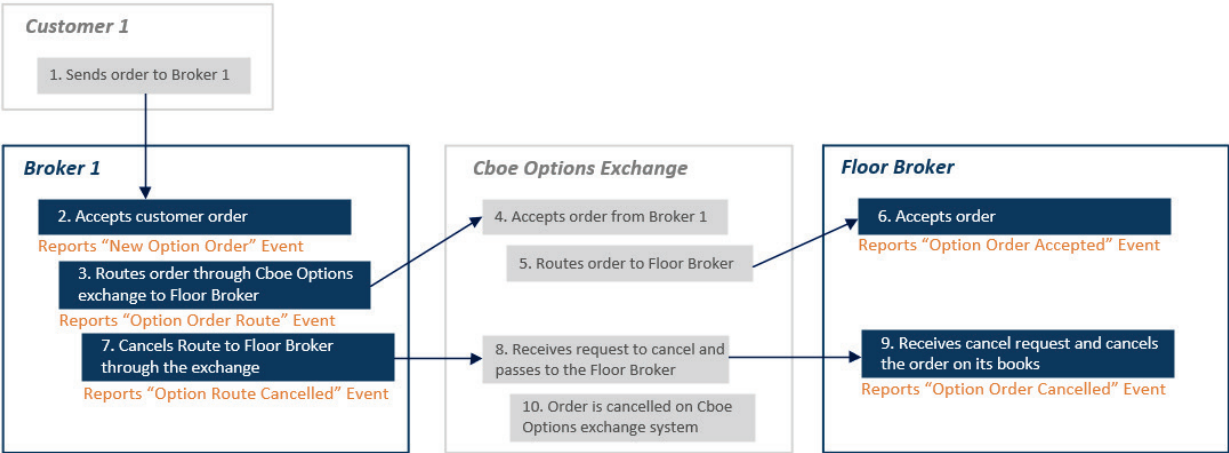 Customer 1
1. Sends order to Broker 1
Broker 1
2. Accepts customer order
Reports “New Option Order” Event
3. Routes order through Cboe Options
exchange to Floor Broker
Reports “Option Order Route” Event
7. Cancels Route to Floor Broker
through the exchange
Reports “Option Route Cancelled” Event
Cboe Options Exchange
4. Accepts order from Broker 1
5. Routes order to Floor Broker
8. Receives request to cancel and
passes to the Floor Broker
10. Order is cancelled on Cboe
Options exchange system
Floor Broker
6. Accepts order
Reports “Option Order Accepted” Event
9. Receives cancel request and cancels
the order on its books
Reports “Option Order Cancelled” Event